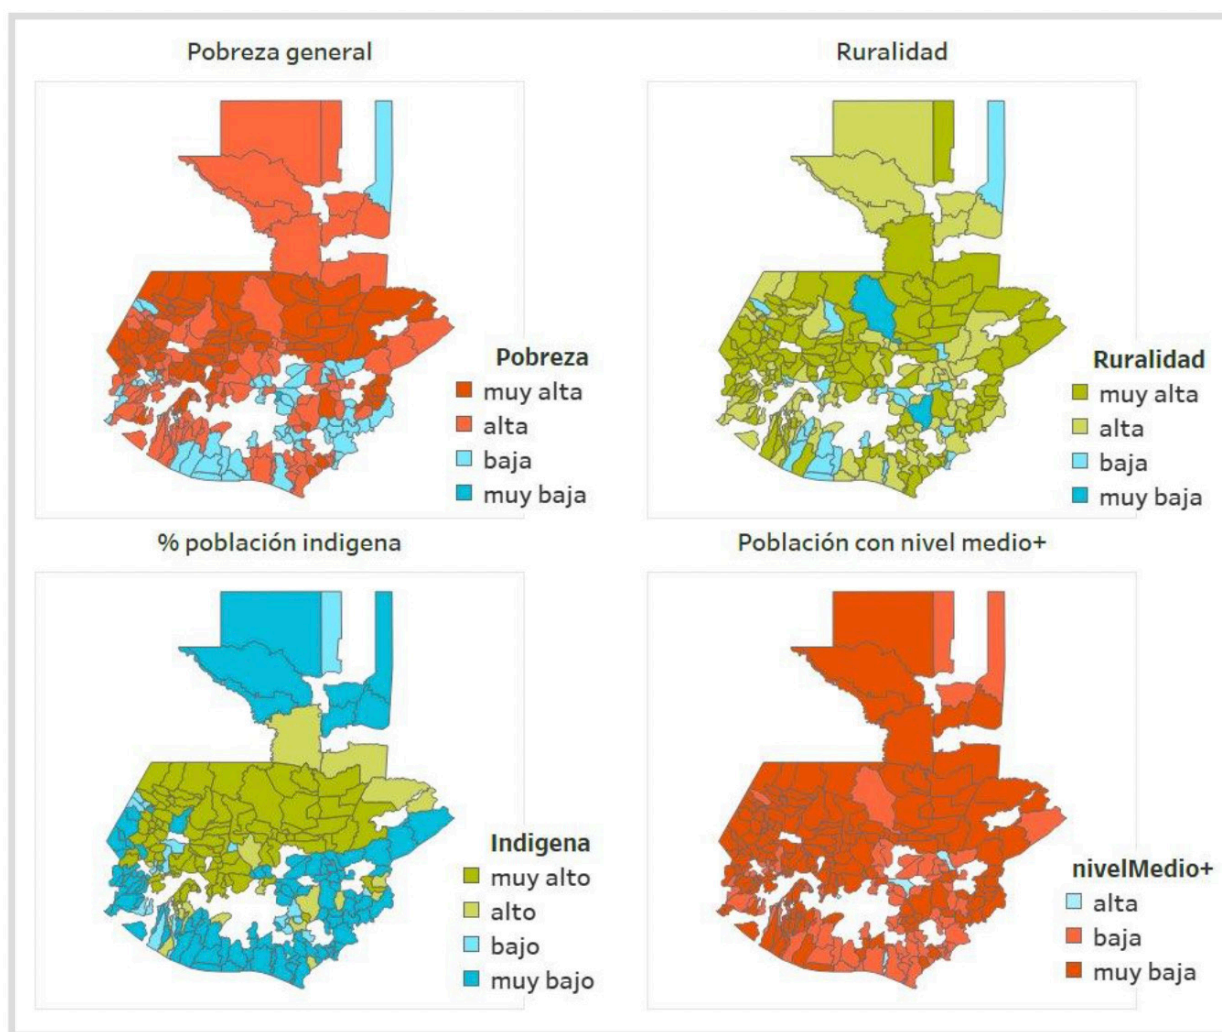 Pobreza general
Pobreza
muy alta
alta
baja
muy baja
Ruralidad
Ruralidad
muy alta
alta
baja
muy baja
% población indigena
Indigena
muy alto
alto
bajo
muy bajo
Población con nivel medio+
nivelMedio+
alta
baja
muy baja